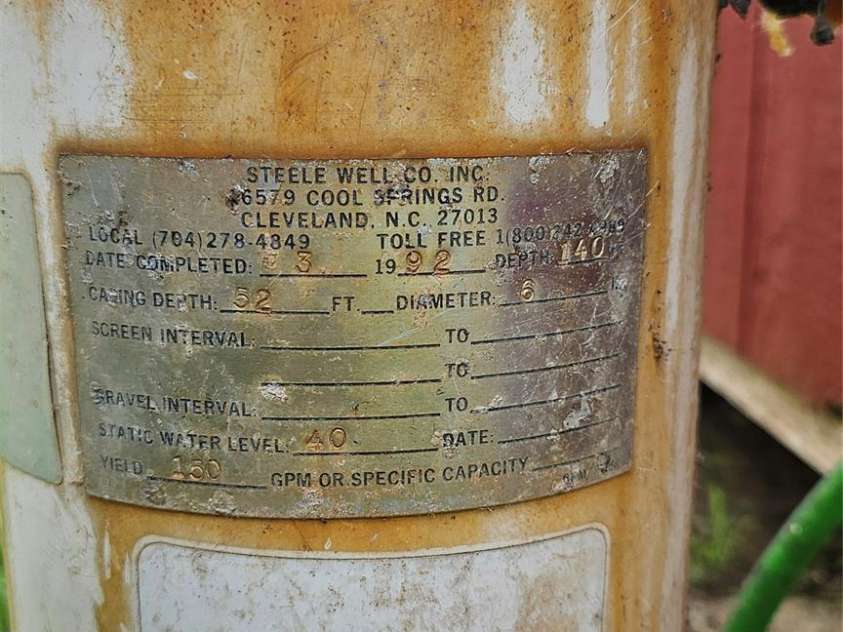 STEELE WELL CO. INC.
6579 COOL SPRINGS RD.
CLEVELAND, N.C. 27013
LOCAL (704)278-4849 TOLL FREE
DATE COMPLETED: 3 1992 DEPTH: 140
CASING DEPTH: 52 FT. DIAMETER: 6
SCREEN INTERVAL: TO
TO
GRAVEL INTERVAL: TO
STATIC WATER LEVEL: 40 DATE:
YIELD 150 GPM OR SPECIFIC CAPACITY